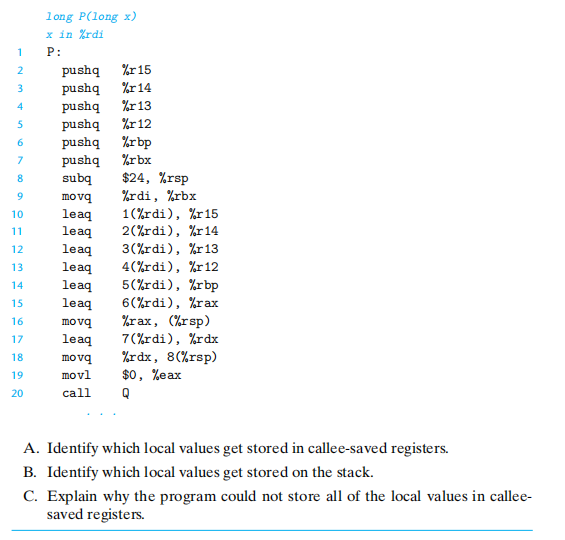 long P(long x)
x in %rdi
1 P:
2 pushq %r15
3 pushq %r14
4 pushq %r13
5 pushq %r12
6 pushq %rbp
7 pushq %rbx
8 subq $24, %rsp
9 movq %rdi, %rbx
10 leaq 1(%rdi), %r15
11 leaq 2(%rdi), %r14
12 leaq 3(%rdi), %r13
13 leaq 4(%rdi), %r12
14 leaq 5(%rdi), %rbp
15 leaq 6(%rdi), %rax
16 movq %rax, (%rsp)
17 leaq 7(%rdi), %rdx
18 movq %rdx, 8(%rsp)
19 movl $0, %eax
20 call Q
. . .
A. Identify which local values get stored in callee-saved registers.
B. Identify which local values get stored on the stack.
C. Explain why the program could not store all of the local values in callee-
saved registers.